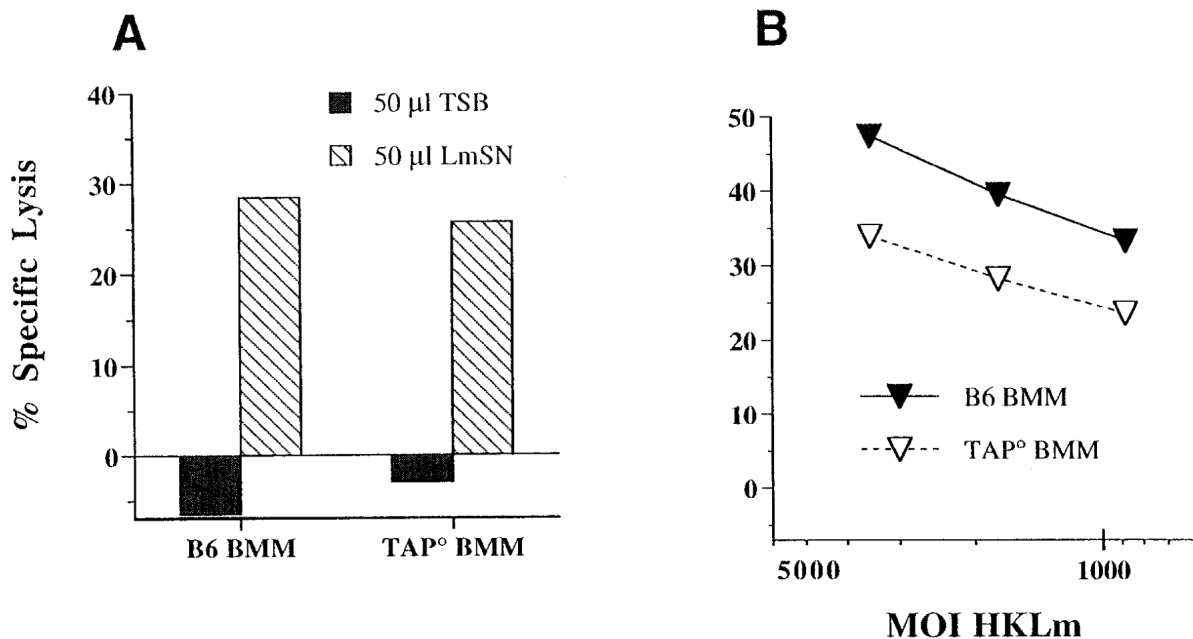 A
B
% Specific Lysis
40
30
20
10
0
50 µl TSB
50 µl LmSN
B6 BMM
TAP° BMM
50
40
30
20
10
0
B6 BMM
TAP° BMM
5000
1000
MOI HKLm